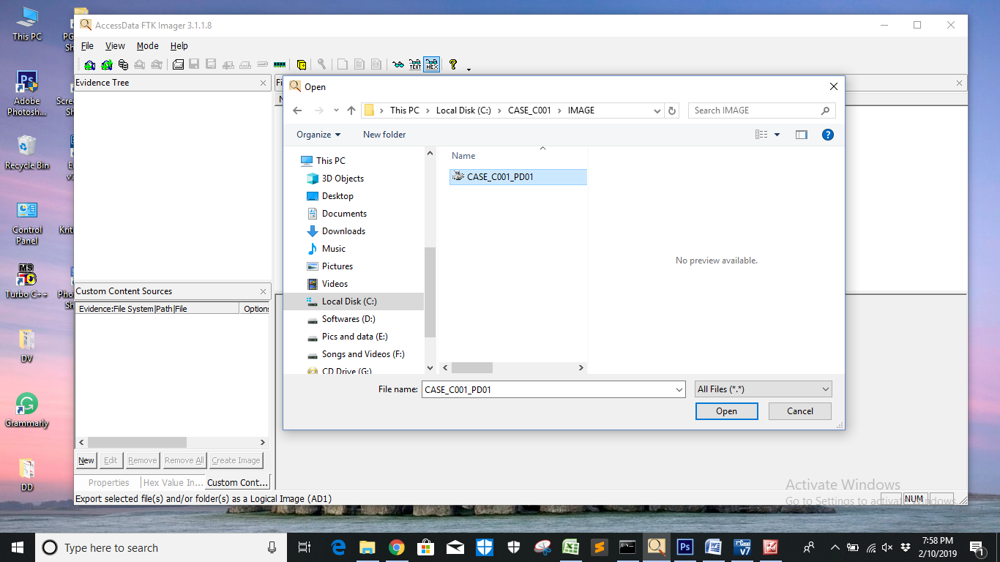 This PC
PG
Sh
Adobe
Photosh...
Scre
Sh
Recycle Bin
E
v7
Control
Panel
Krit
Turbo C++
Pho
Sh
DV
Grammarly
DD
AccessData FTK Imager 3.1.1.8
File View Mode Help
TEXT HEX
Evidence Tree
Fi
N
Custom Content Sources
Evidence:File System|Path|File Options
New Edit Remove Remove All Create Image
Properties Hex Value In... Custom Cont...
Export selected file(s) and/or folder(s) as a Logical Image (AD1)
NUM
Open
This PC › Local Disk (C:) › CASE_C001 › IMAGE
Search IMAGE
Organize New folder
This PC
3D Objects
Desktop
Documents
Downloads
Music
Pictures
Videos
Local Disk (C:)
Softwares (D:)
Pics and data (E:)
Songs and Videos (F:)
CD Drive (G:)
Name
CASE_C001_PD01
No preview available.
File name: CASE_C001_PD01
All Files (*.*)
Open Cancel
Activate Windows
Go to Settings to activate Windows.
Type here to search
7:58 PM
2/10/2019